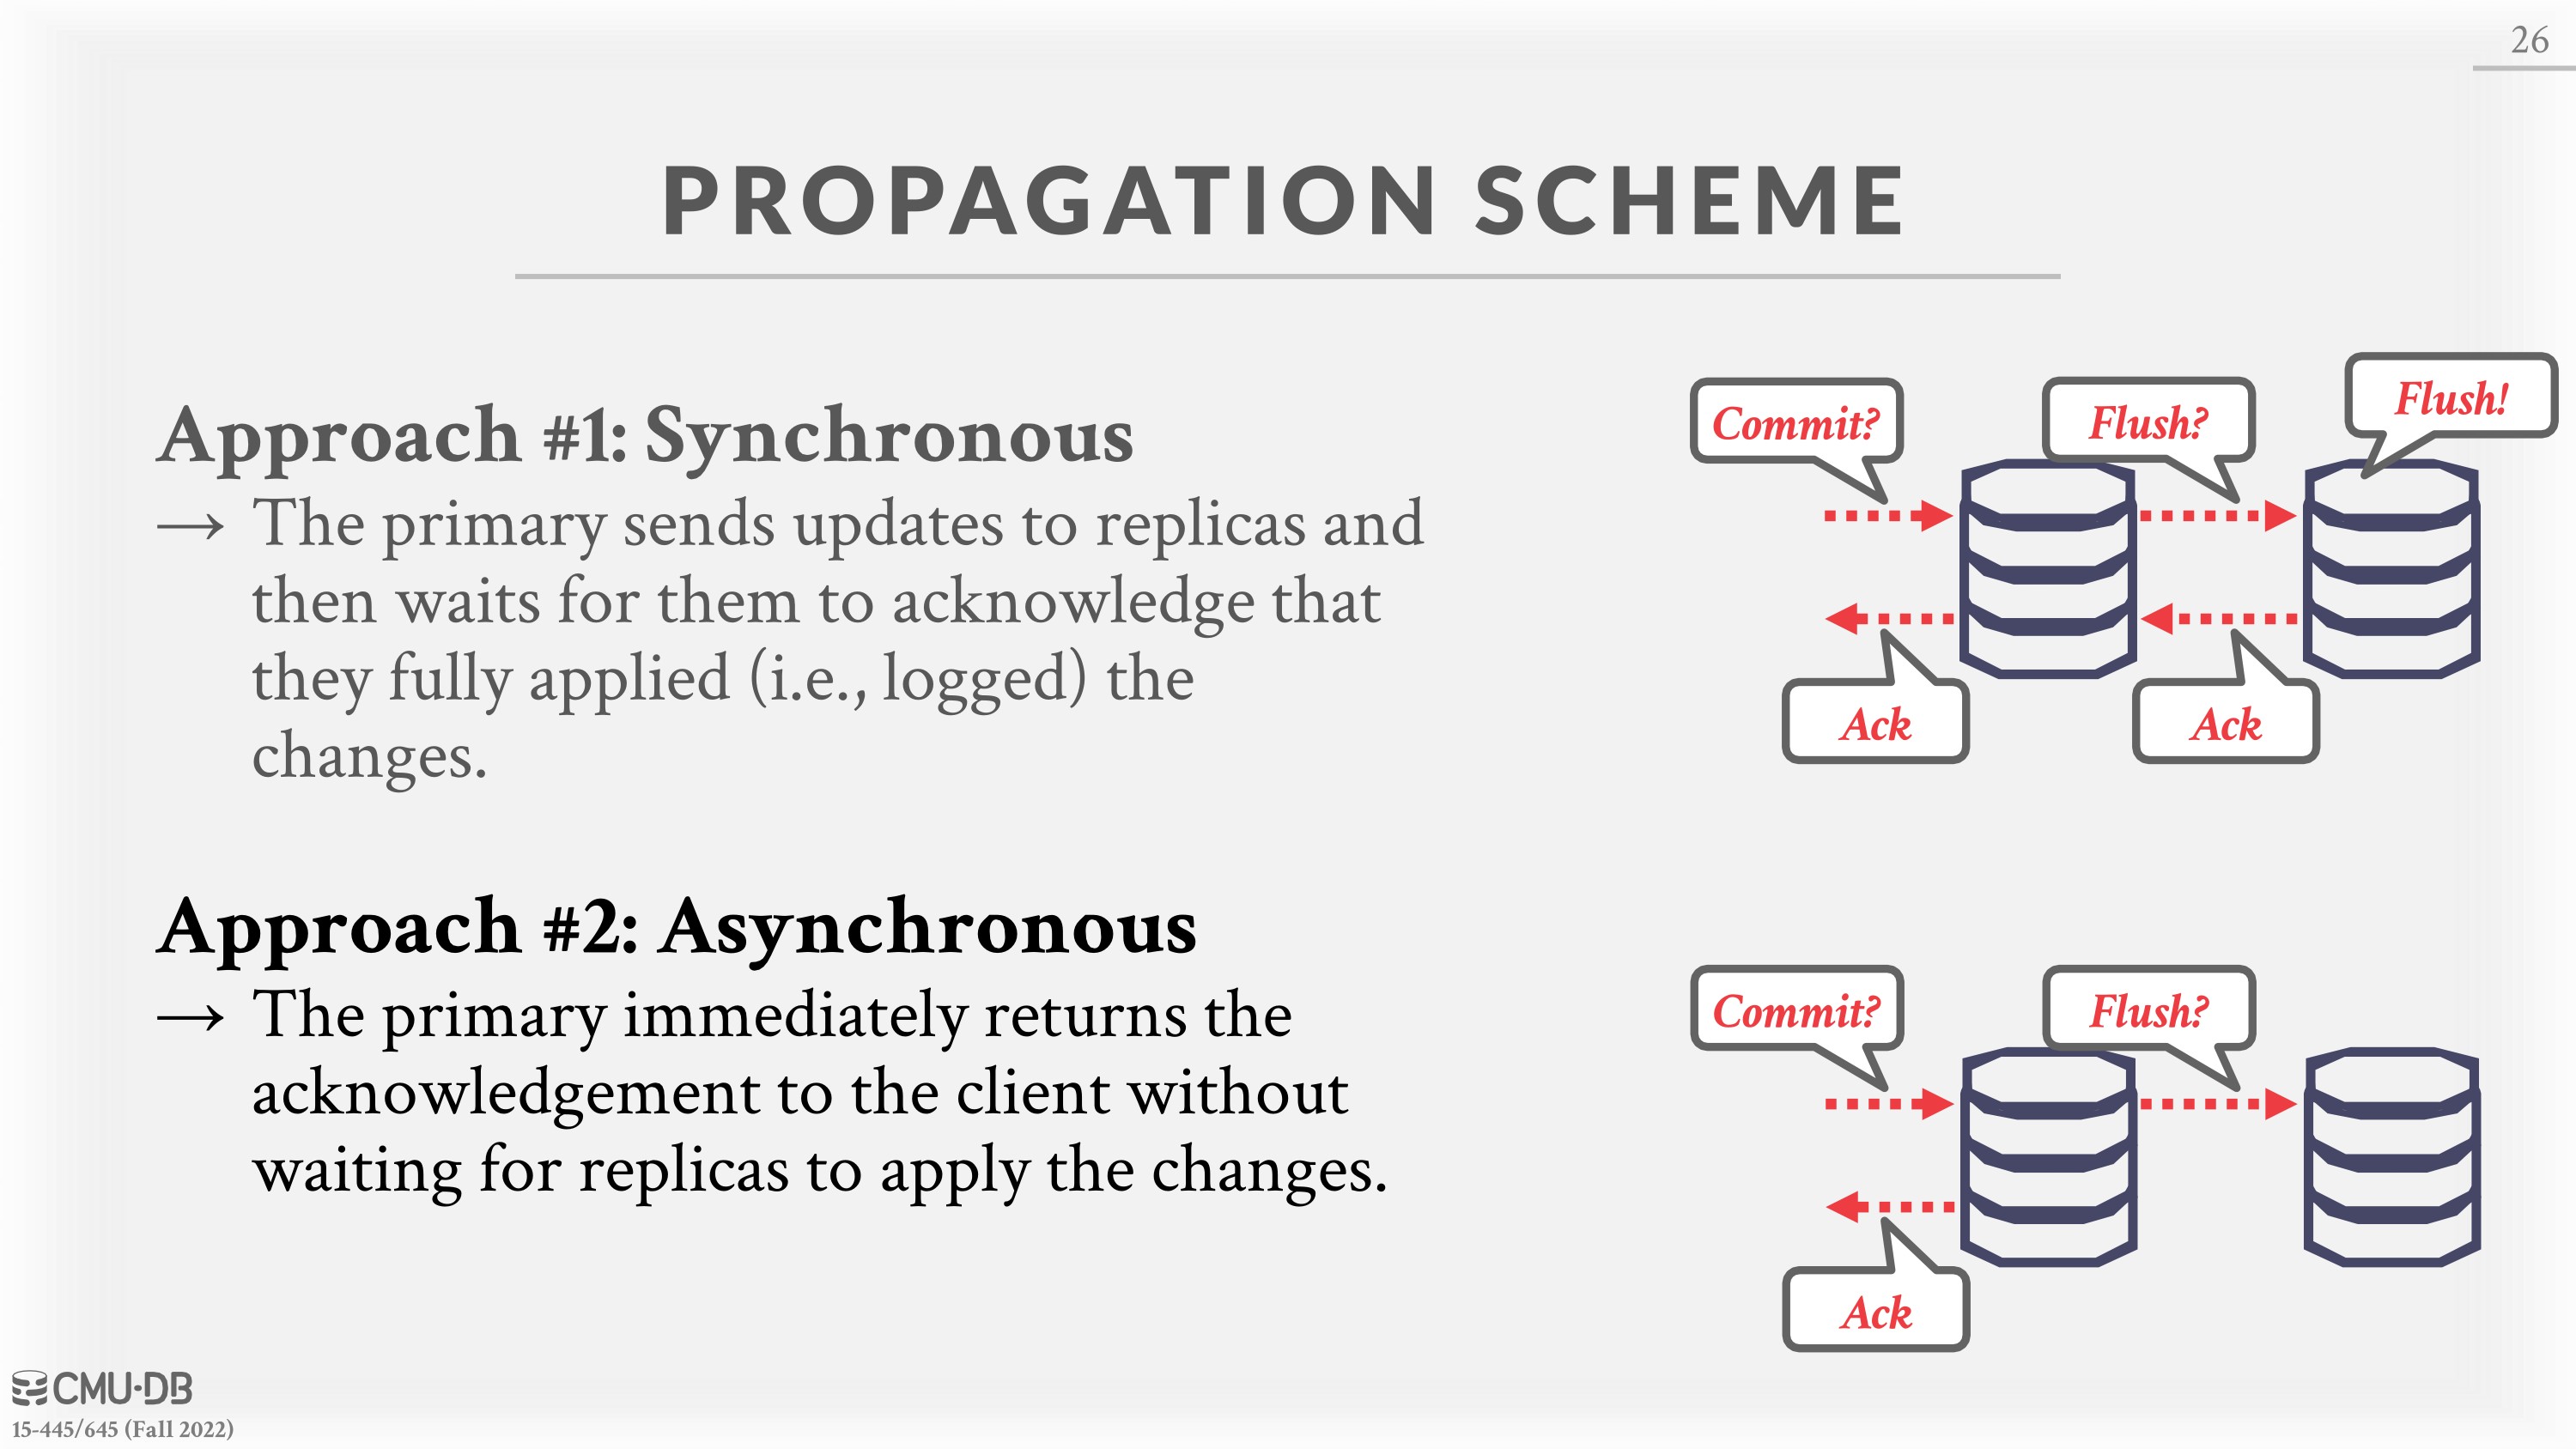 26
PROPAGATION SCHEME
Approach #1: Synchronous
→ The primary sends updates to replicas and
then waits for them to acknowledge that
they fully applied (i.e., logged) the
changes.
Commit?
Flush?
Flush!
Ack
Ack
Approach #2: Asynchronous
→ The primary immediately returns the
acknowledgement to the client without
waiting for replicas to apply the changes.
Commit?
Flush?
Ack
CMU·DB
15-445/645 (Fall 2022)